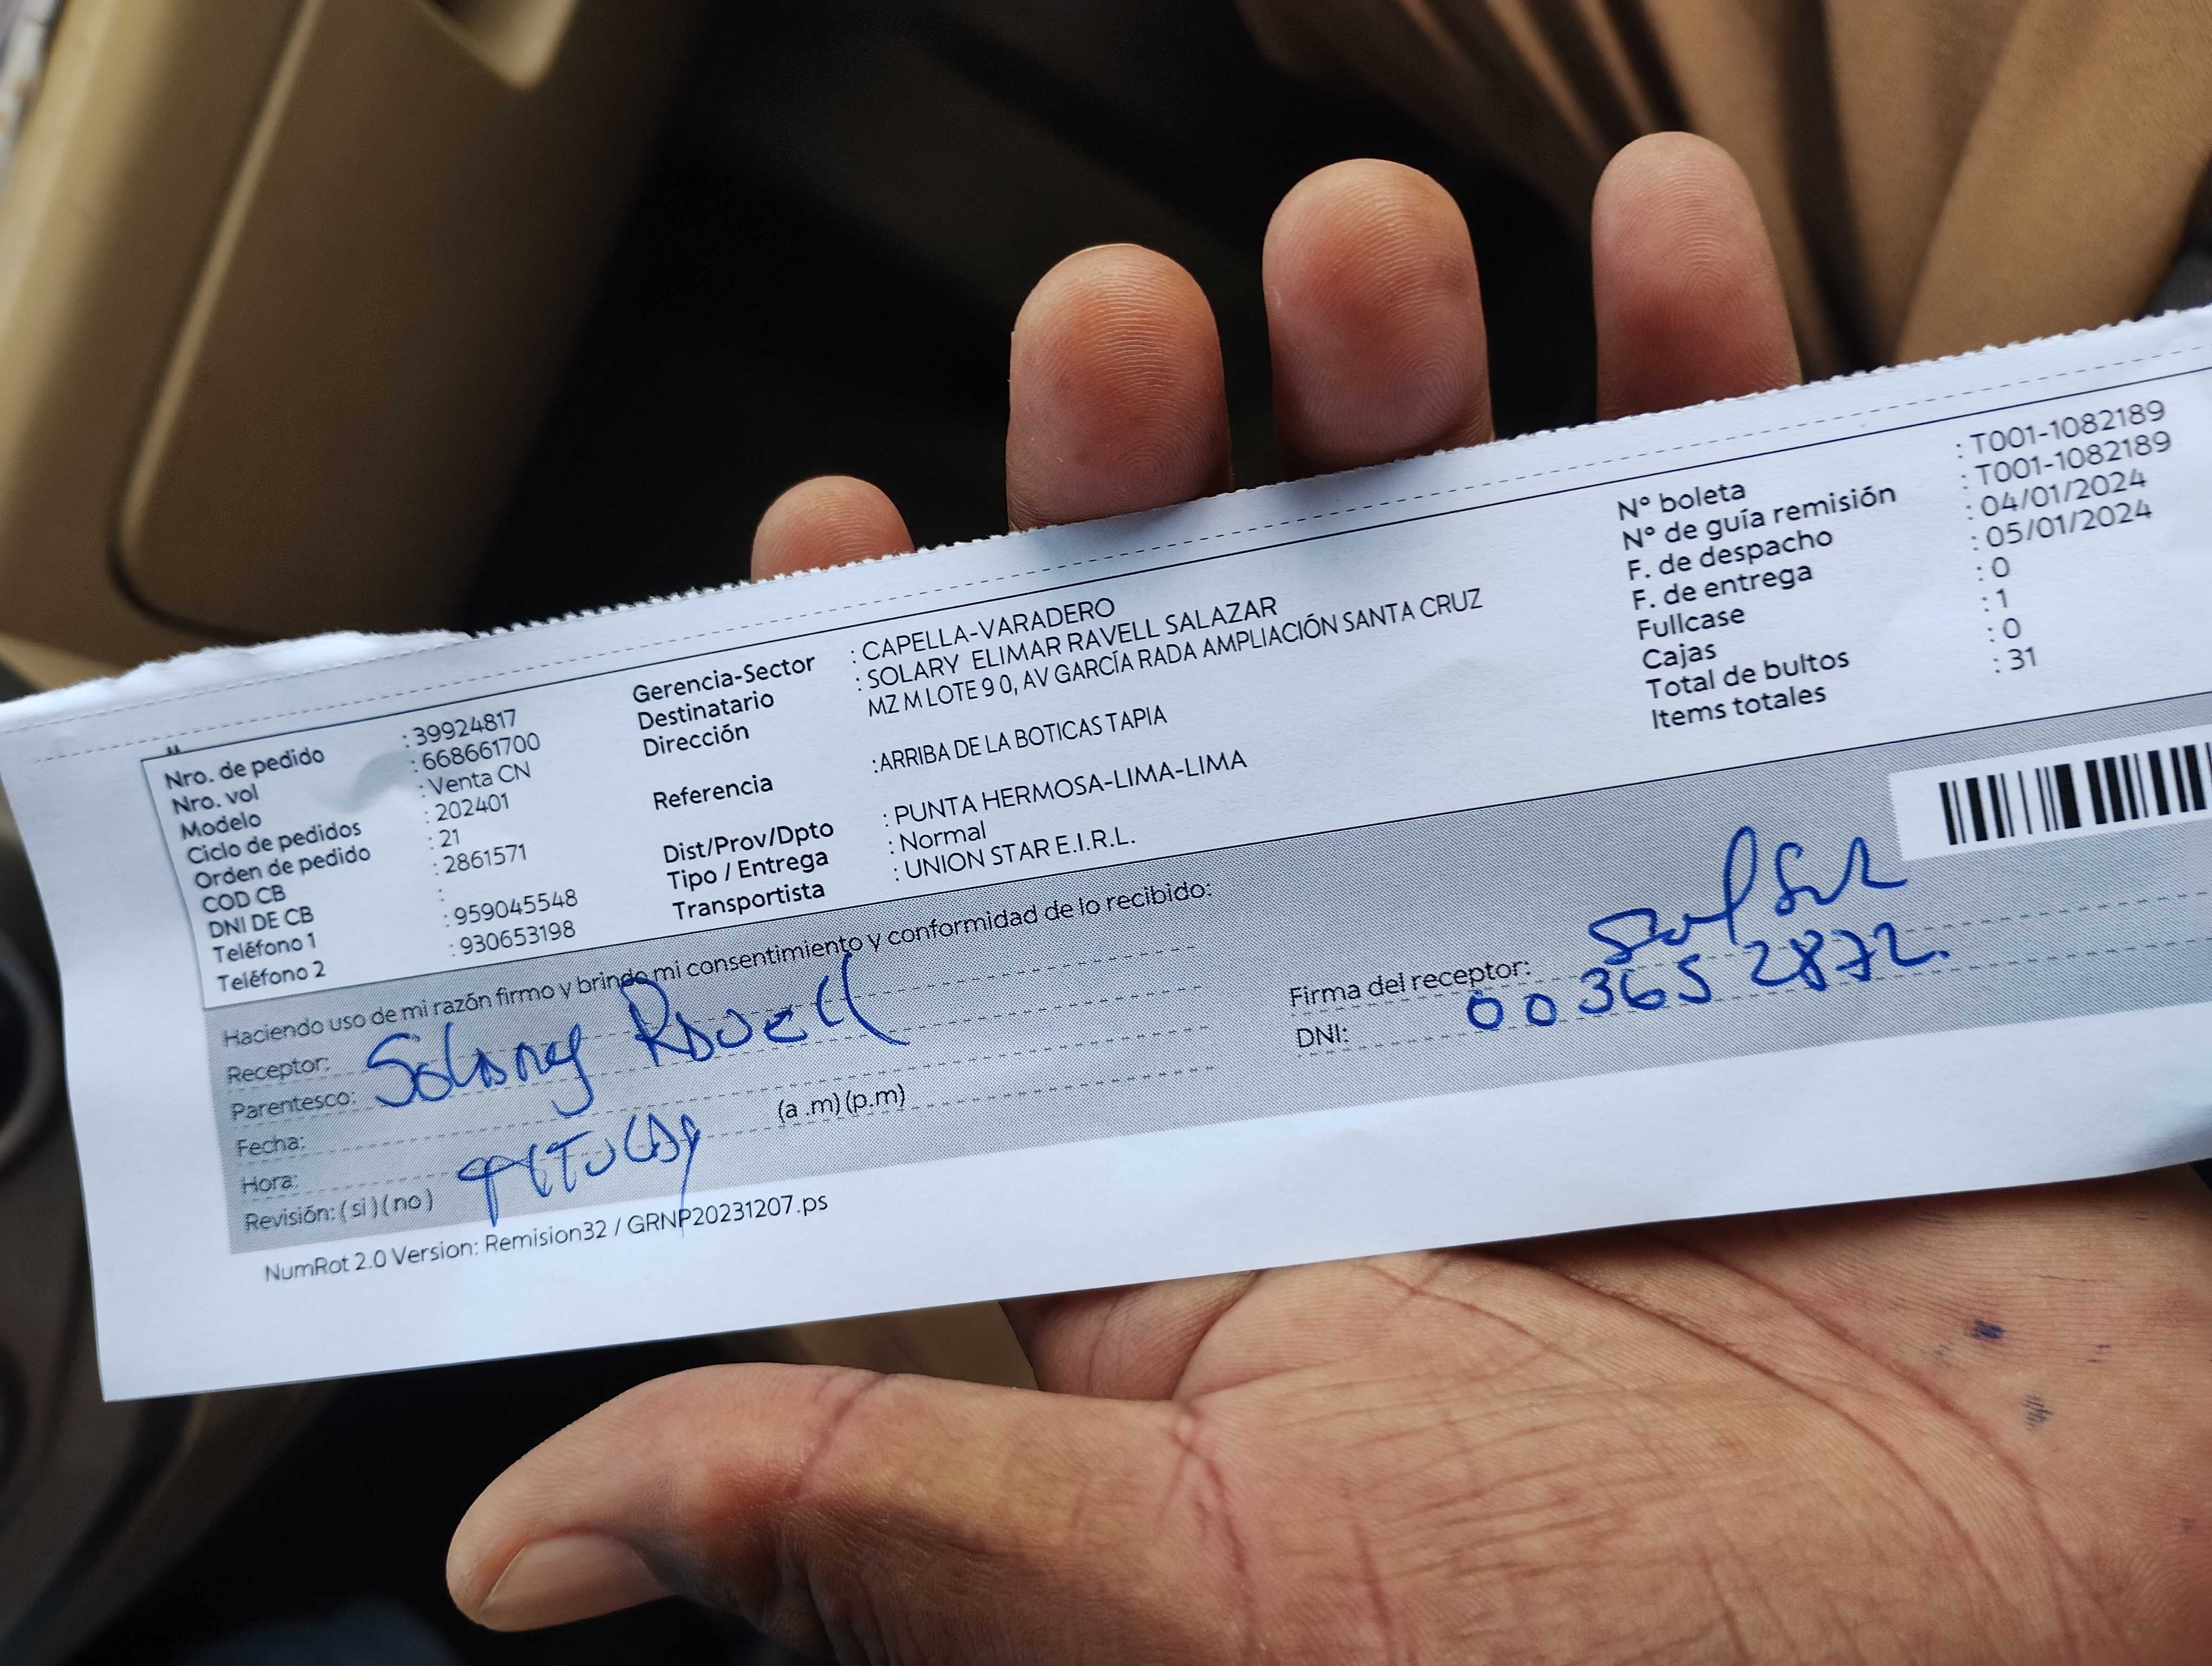 Nro. de pedido : 39924817
Nro. vol : 668661700
Modelo : Venta CN
Ciclo de pedidos : 202401
Orden de pedido : 21
COD CB : 2861571
DNI DE CB :
Teléfono 1 : 959045548
Teléfono 2 : 930653198
Gerencia-Sector : CAPELLA-VARADERO
Destinatario : SOLARY ELIMAR RAVELL SALAZAR
Dirección MZ M LOTE 9 0, AV GARCÍA RADA AMPLIACIÓN SANTA CRUZ
Referencia :ARRIBA DE LA BOTICAS TAPIA
Dist/Prov/Dpto : PUNTA HERMOSA-LIMA-LIMA
Tipo / Entrega : Normal
Transportista : UNION STAR E.I.R.L.
N° boleta : T001-1082189
N° de guía remisión : T001-1082189
F. de despacho : 04/01/2024
F. de entrega : 05/01/2024
Fullcase : 0
Cajas : 1
Total de bultos : 0
Items totales : 31
Haciendo uso de mi razón firmo y brindo mi consentimiento y conformidad de lo recibido:
Receptor: Solary Ravell
Parentesco:
Fecha:
Hora: (a .m) (p.m)
Revisión: ( si ) ( no )
Firma del receptor:
DNI: 003652872.
NumRot 2.0 Version: Remision32 / GRNP20231207.ps